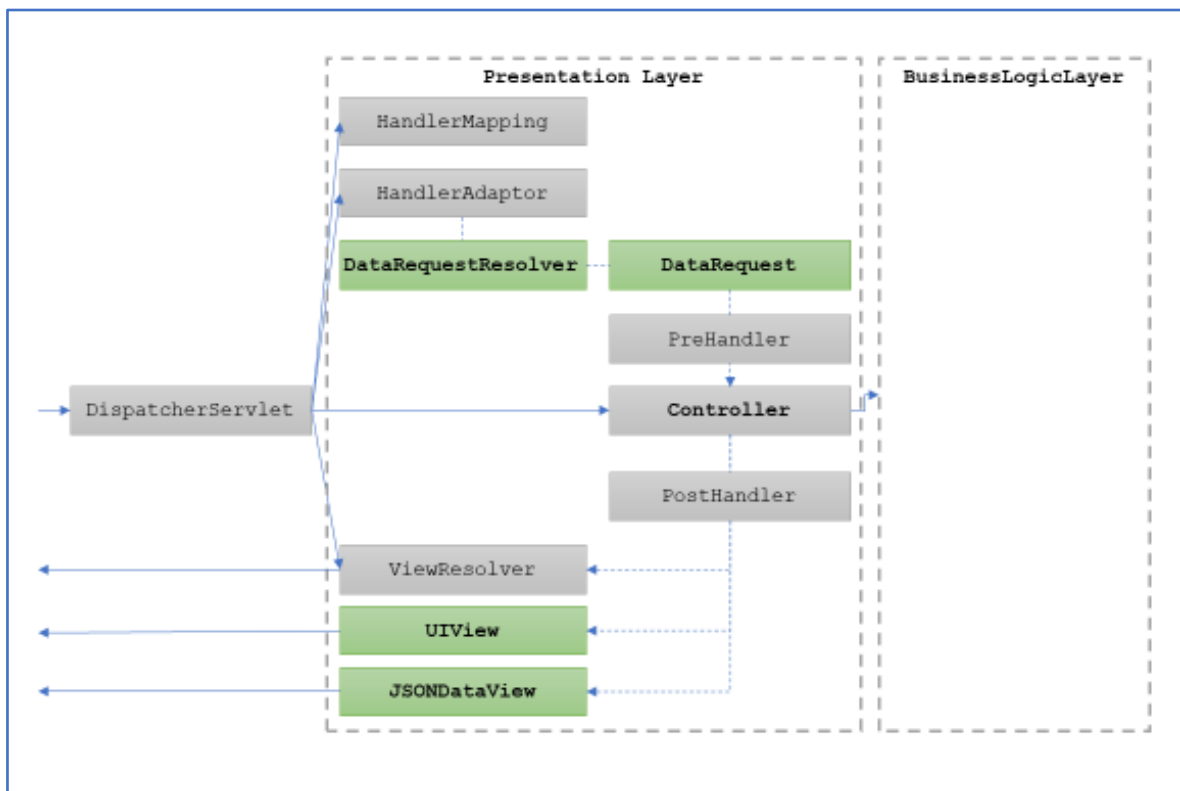 Presentation Layer
BusinessLogicLayer
HandlerMapping
HandlerAdaptor
DataRequestResolver
DataRequest
PreHandler
DispatcherServlet
Controller
PostHandler
ViewResolver
UIView
JSONDataView